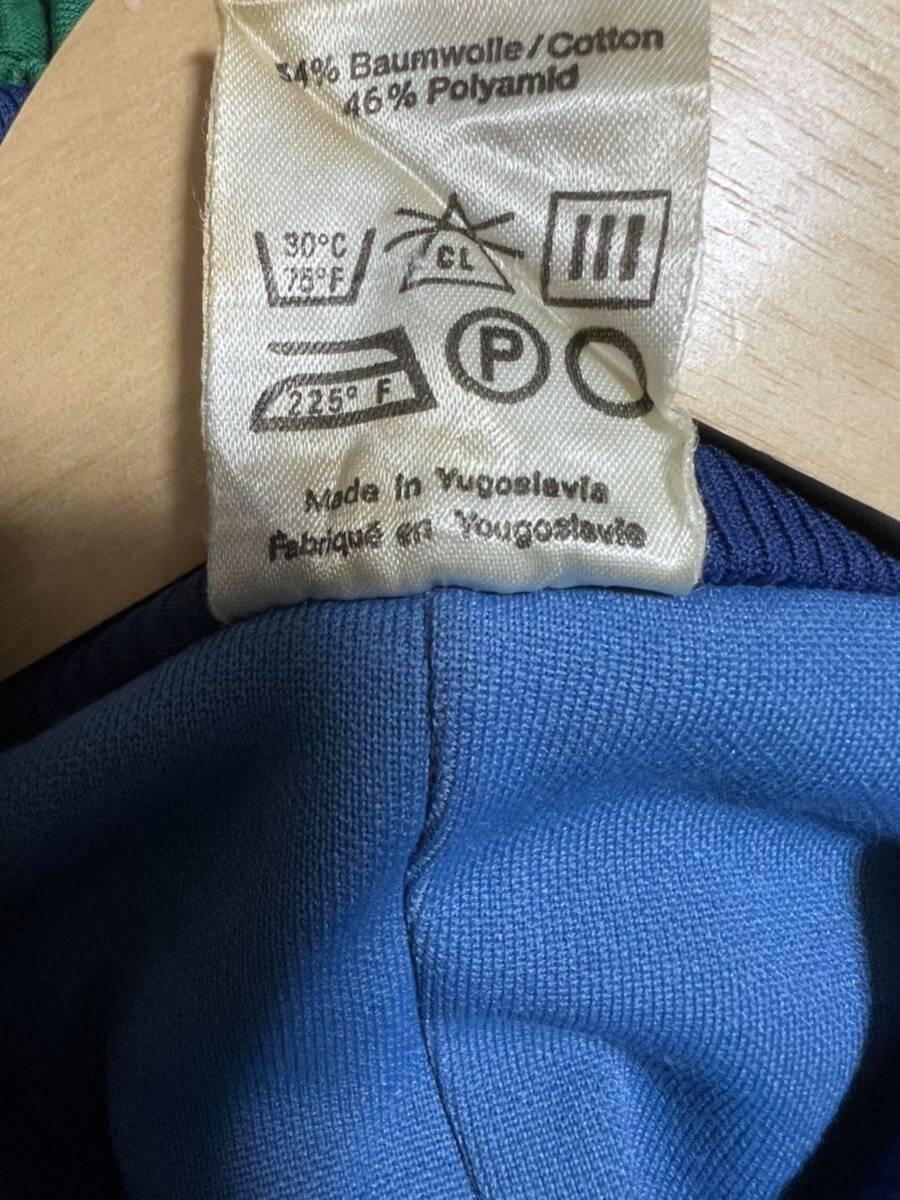 54% Baumwolle/Cotton
46% Polyamid
30°C
75°F
CL
225° F
P
Made in Yugoslavia
Fabriqué en Yougoslavie